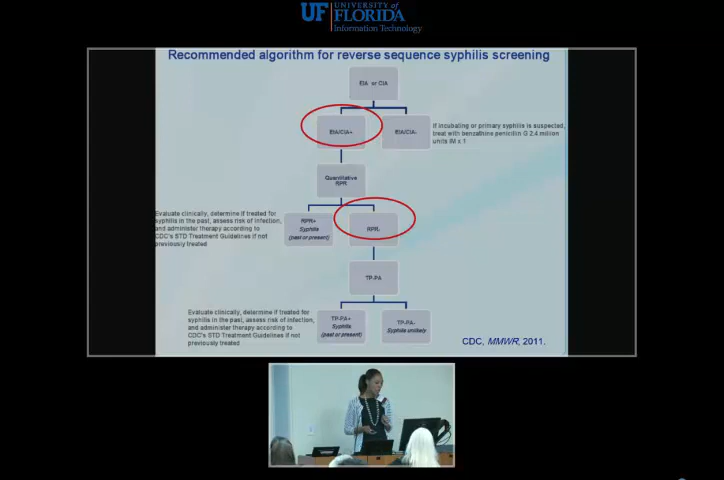 UF UNIVERSITY of
FLORIDA
Information Technology
Recommended algorithm for reverse sequence syphilis screening
EIA or CIA
EIA/CIA+
EIA/CIA-
If incubating or primary syphilis is suspected,
treat with benzathine penicillin G 2.4 million
units IM x 1
Quantitative
RPR
Evaluate clinically, determine if treated for
syphilis in the past, assess risk of infection,
and administer therapy according to
CDC's STD Treatment Guidelines if not
previously treated
RPR+
Syphilis
(past or present)
RPR-
TP-PA
Evaluate clinically, determine if treated for
syphilis in the past, assess risk of infection,
and administer therapy according to
CDC's STD Treatment Guidelines if not
previously treated
TP-PA+
Syphilis
(past or present)
TP-PA-
Syphilis unlikely
CDC, MMWR, 2011.